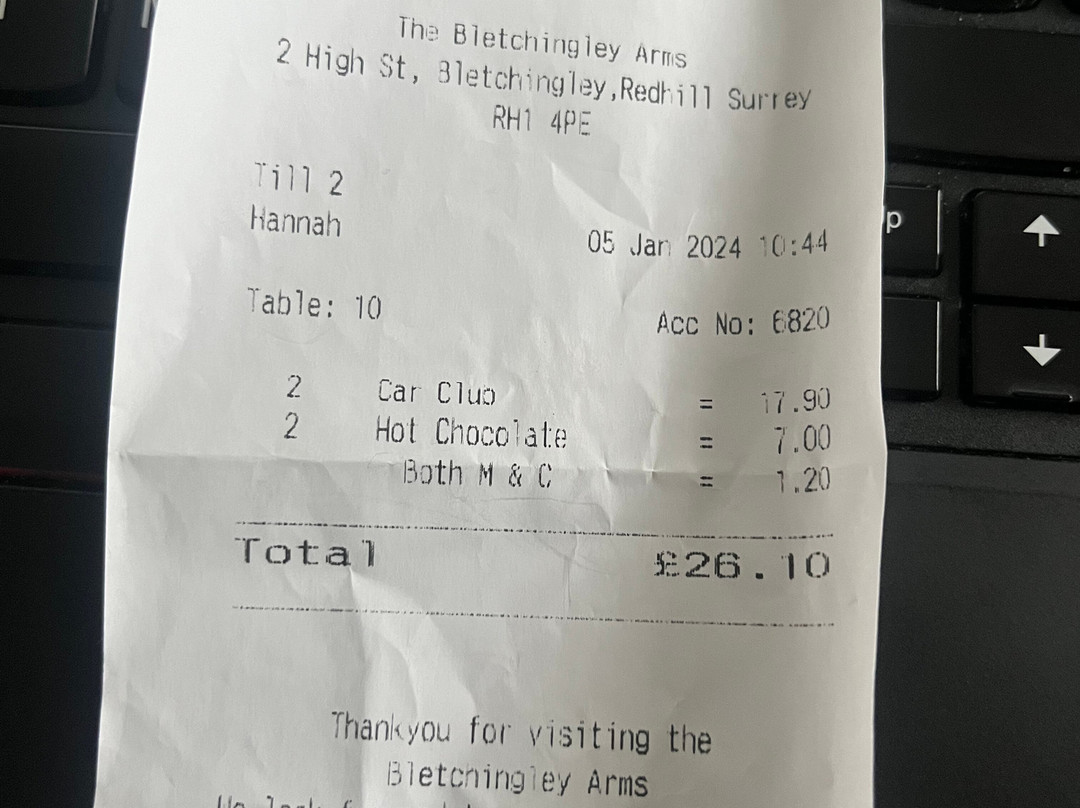 The Bletchingley Arms
2 High St, Bletchingley,Redhill Surrey
RH1 4PE
Till 2
Hannah
05 Jan 2024 10:44
Table: 10
Acc No: 6820
2 Car Club = 17.90
2 Hot Chocolate = 7.00
Both M & C = 1.20
Total £26.10
Thankyou for visiting the
Bletchingley Arms
p